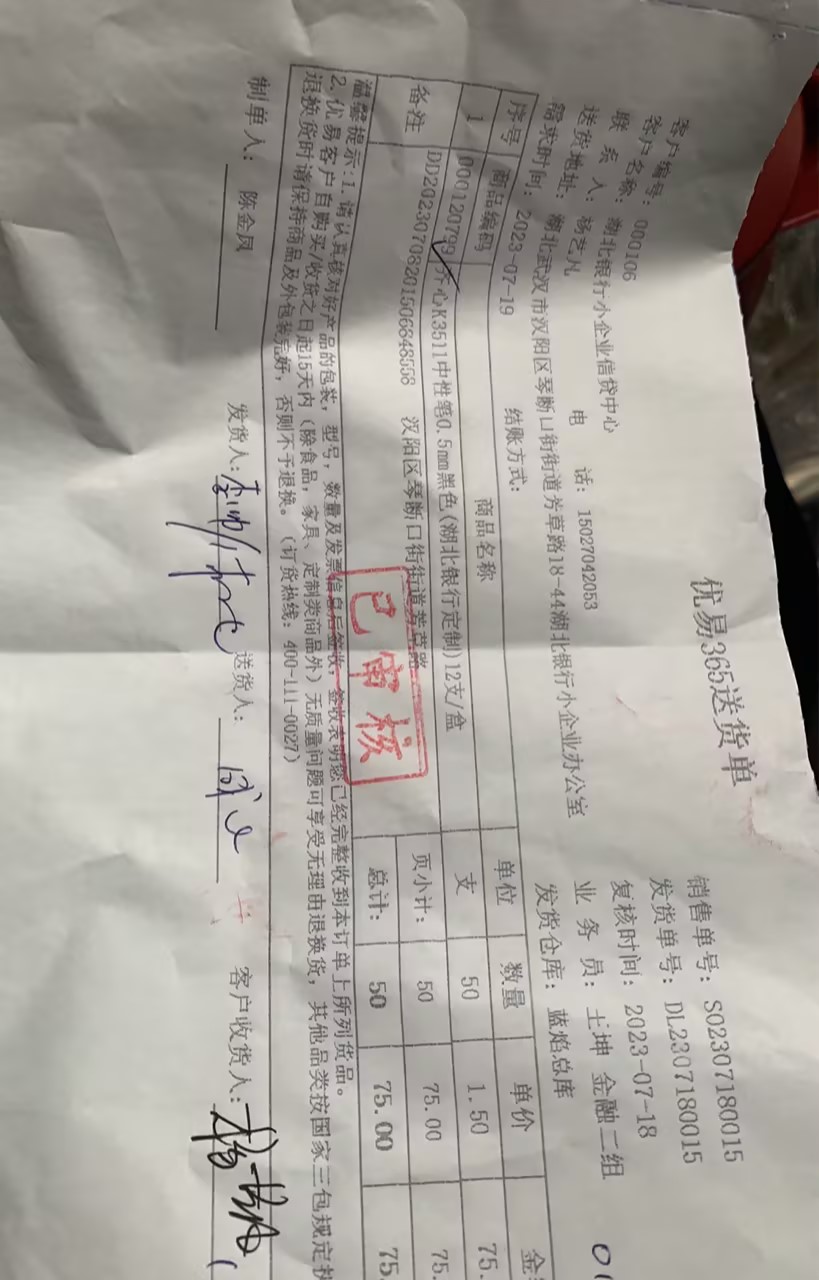 优易365送货单
销售单号: SO2307180015
客户编号: 000106 发货单号: DL2307180015
客户名称: 湖北银行小企业信贷中心 复核时间: 2023-07-18
联系人: 杨艺凡 电话: 15027042053 业务员: 王坤 金融二组
送货地址: 湖北武汉市汉阳区琴断口街街道芳草路18-44湖北银行小企业办公室 发货仓库: 蓝焰总库
需求时间: 2023-07-19 结账方式:
序号 商品编码 商品名称 单位 数量 单价 金
1 000120799 齐心K3511中性笔0.5mm黑色(湖北银行定制)12支/盒 支 50 1.50 75.
页小计: 50 75.00 75.
备注 DD20230708201506848558 汉阳区琴断口街街道芳草路 总计: 50 75.00 75.
已审核
温馨提示:1. 请认真核对好产品的包装, 型号, 数量及发票信息后签收, 签收表明您已经完整收到本订单上所列货品。
2. 优易客户自购买/收货之日起15天内 (除食品, 家具、定制类商品外) 无质量问题可享受无理由退换货, 其他品类按国家三包规定执
退换货时请保持商品及外包装完好, 否则不予退换。 (订货热线: 400-111-0027)
制单人: 陈金凤 发货人: 送货人: 客户收货人: